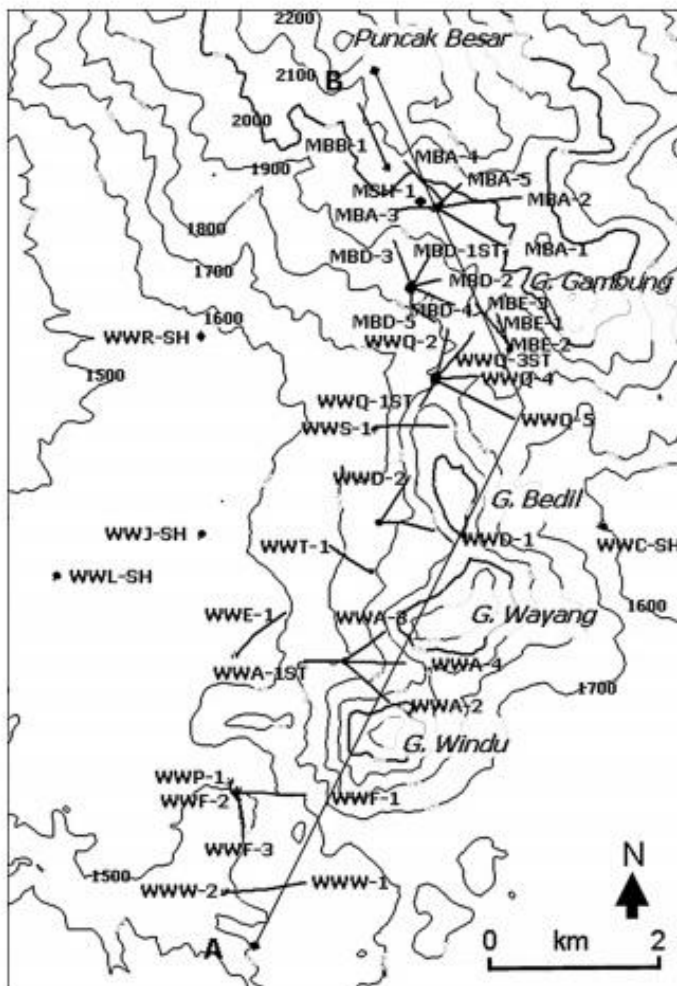 2200
Puncak Besar
2100
B
2000
MBB-1
MBA-4
1900
MBA-5
MSH-1
MBA-2
MBA-3
1800
MBD-1ST
MBA-1
MBD-3
1700
MBD-2
G. Gambung
MBD-4
MBE-3
1600
MBD-5
MBE-1
WWR-SH
WWQ-2
MBE-2
WWQ-3ST
1500
WWQ-4
WWQ-1ST
WWQ-5
WWS-1
WWD-2
G. Bedil
WWJ-SH
WWD-1
WWC-SH
WWT-1
WWL-SH
1600
WWE-1
WWA-3
G. Wayang
WWA-4
WWA-1ST
1700
WWA-2
G. Windu
WWP-1
WWF-2
WWF-1
WWF-3
N
1500
WWW-1
WWW-2
A
0 km 2